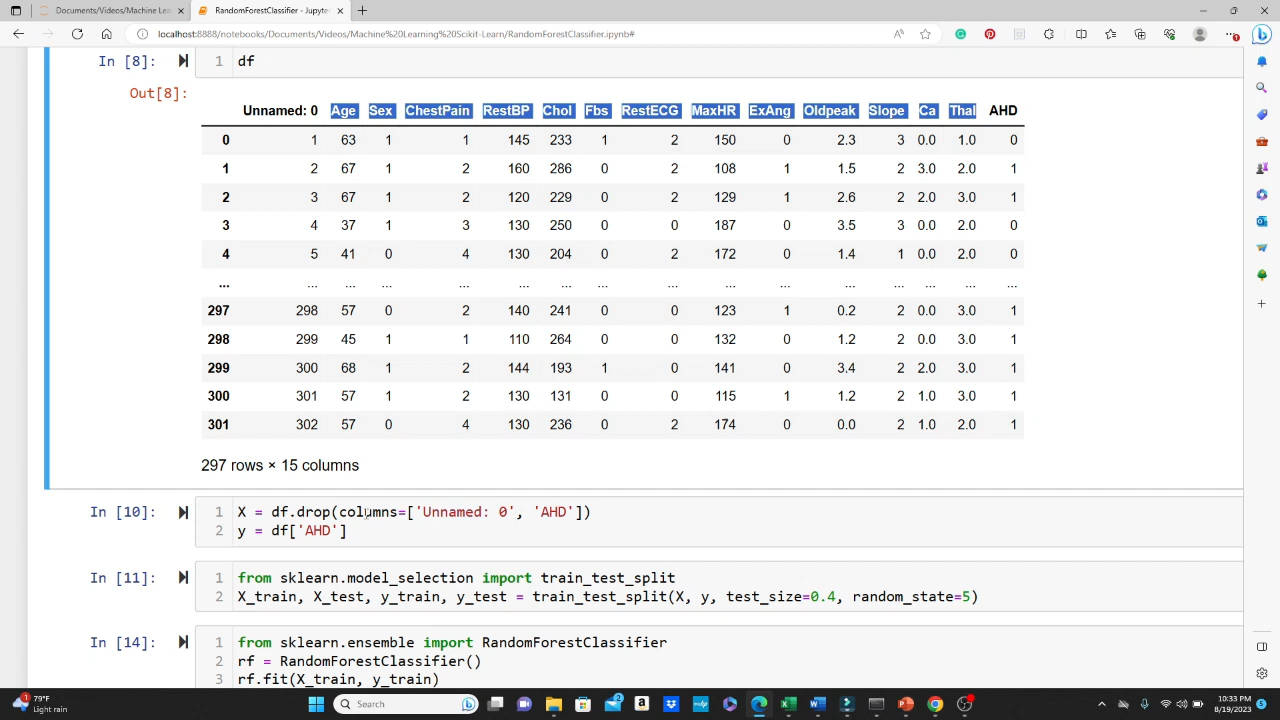 Documents/Videos/Machine Lea
RandomForestClassifier - Jupyter
localhost:8888/notebooks/Documents/Videos/Machine%20Learning%20Scikit-Learn/RandomForestClassifier.ipynb#
In [8]: 1 df
Out[8]:
Unnamed: 0 Age Sex ChestPain RestBP Chol Fbs RestECG MaxHR ExAng Oldpeak Slope Ca Thal AHD
0 1 63 1 1 145 233 1 2 150 0 2.3 3 0.0 1.0 0
1 2 67 1 2 160 286 0 2 108 1 1.5 2 3.0 2.0 1
2 3 67 1 2 120 229 0 2 129 1 2.6 2 2.0 3.0 1
3 4 37 1 3 130 250 0 0 187 0 3.5 3 0.0 2.0 0
4 5 41 0 4 130 204 0 2 172 0 1.4 1 0.0 2.0 0
... ... ... ... ... ... ... ... ... ... ... ... ... ... ... ...
297 298 57 0 2 140 241 0 0 123 1 0.2 2 0.0 3.0 1
298 299 45 1 1 110 264 0 0 132 0 1.2 2 0.0 3.0 1
299 300 68 1 2 144 193 1 0 141 0 3.4 2 2.0 3.0 1
300 301 57 1 2 130 131 0 0 115 1 1.2 2 1.0 3.0 1
301 302 57 0 4 130 236 0 2 174 0 0.0 2 1.0 2.0 1
297 rows × 15 columns
In [10]: 1 X = df.drop(columns=['Unnamed: 0', 'AHD'])
2 y = df['AHD']
In [11]: 1 from sklearn.model_selection import train_test_split
2 X_train, X_test, y_train, y_test = train_test_split(X, y, test_size=0.4, random_state=5)
In [14]: 1 from sklearn.ensemble import RandomForestClassifier
2 rf = RandomForestClassifier()
3 rf.fit(X_train, y_train)
79°F
Light rain
Search
10:33 PM
8/19/2023